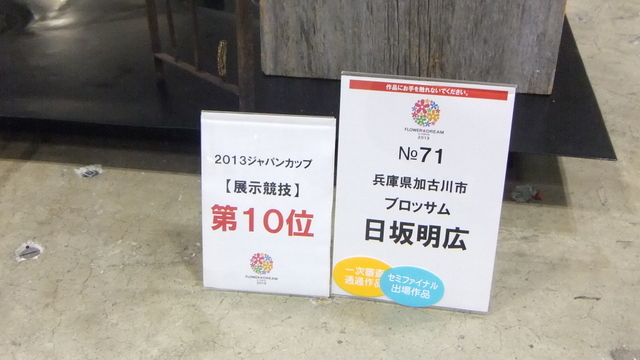 2013ジャパンカップ
【展示競技】
第10位
FLOWER DREAM
2013
作品にお手を触れないでください。
FLOWER DREAM
2013
№71
兵庫県加古川市
ブロッサム
日坂明広
一次審査
通過作品
セミファイナル
出場作品